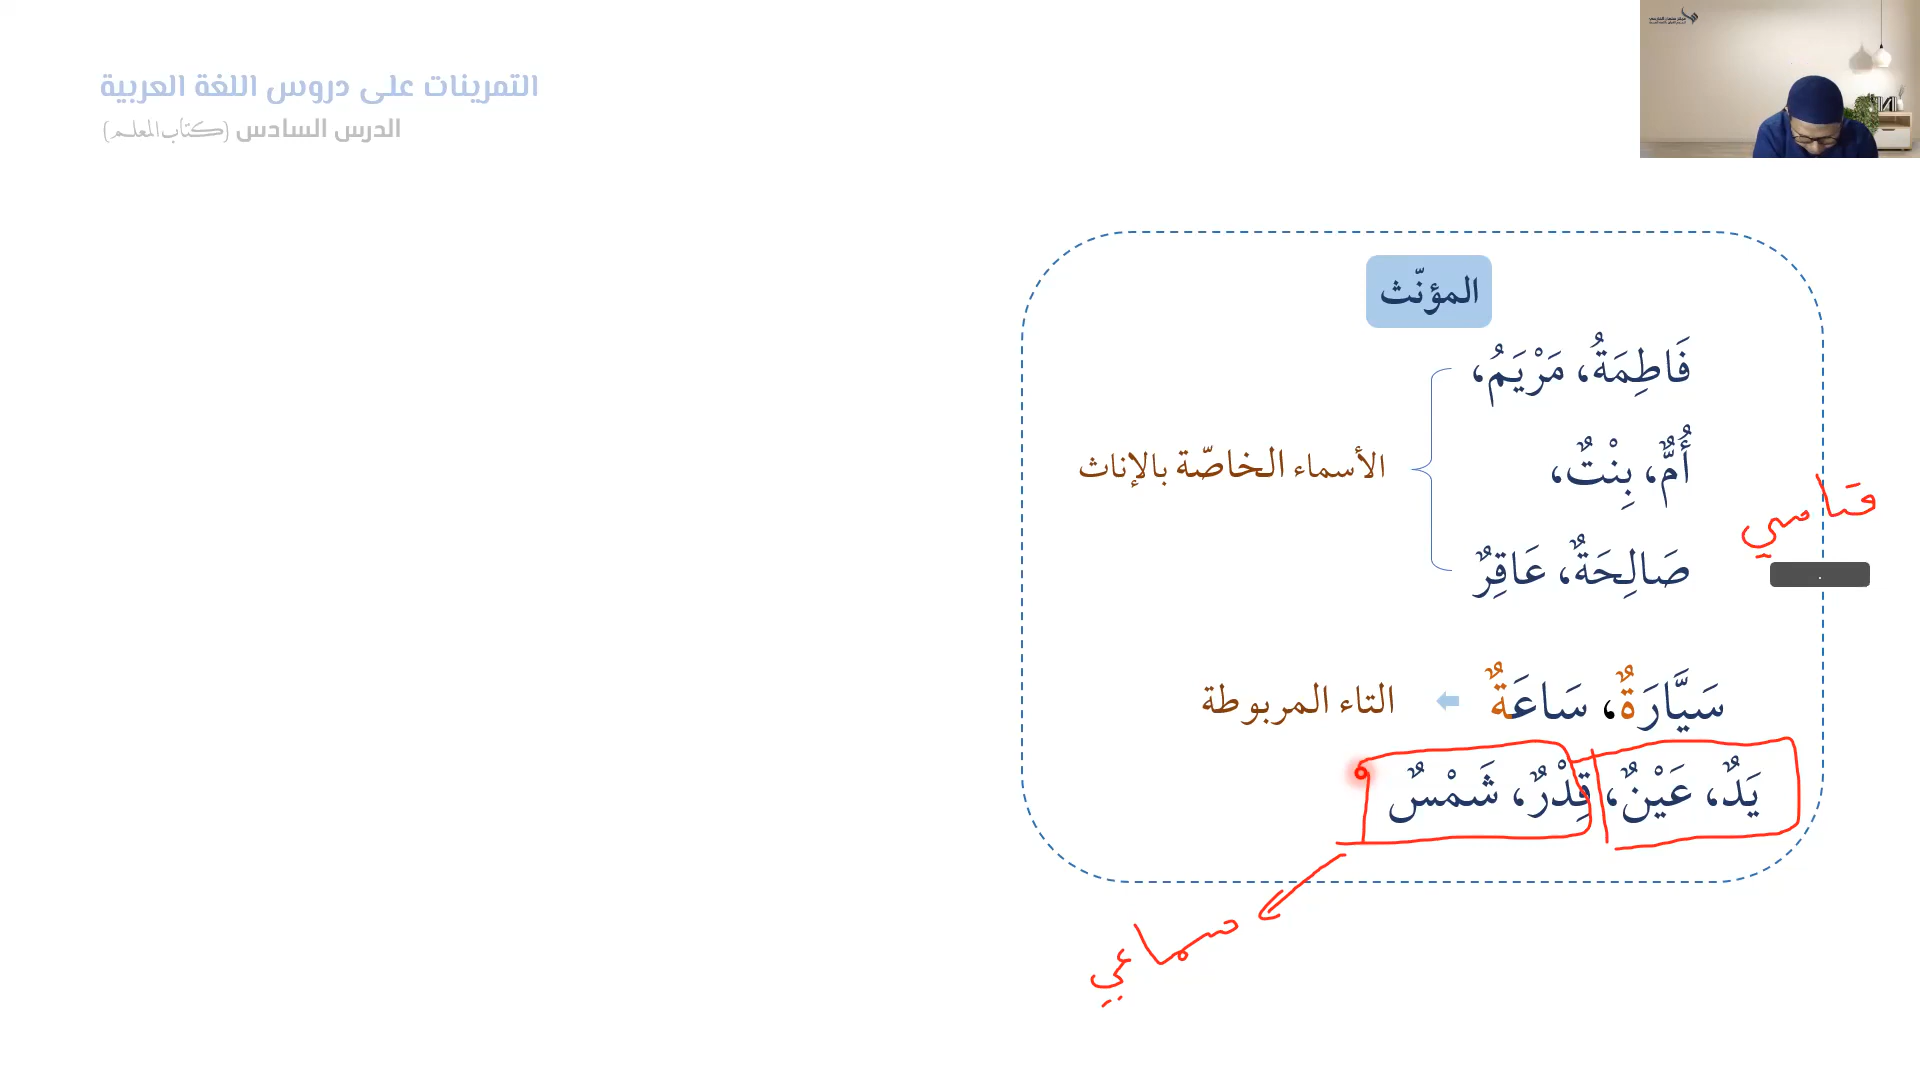 التمرينات على دروس اللغة العربية
الدرس السادس (كتاب المعلم)
المؤنّث
فَاطِمَةُ، مَرْيَمُ،
أُمٌّ، بِنْتٌ،
الأسماء الخاصّة بالإناث
صَالِحَةٌ، عَاقِرٌ
قياسي
سَيَّارَةٌ، سَاعَةٌ
التاء المربوطة
يَدٌ، عَيْنٌ، قِدْرٌ، شَمْسٌ
سماعي